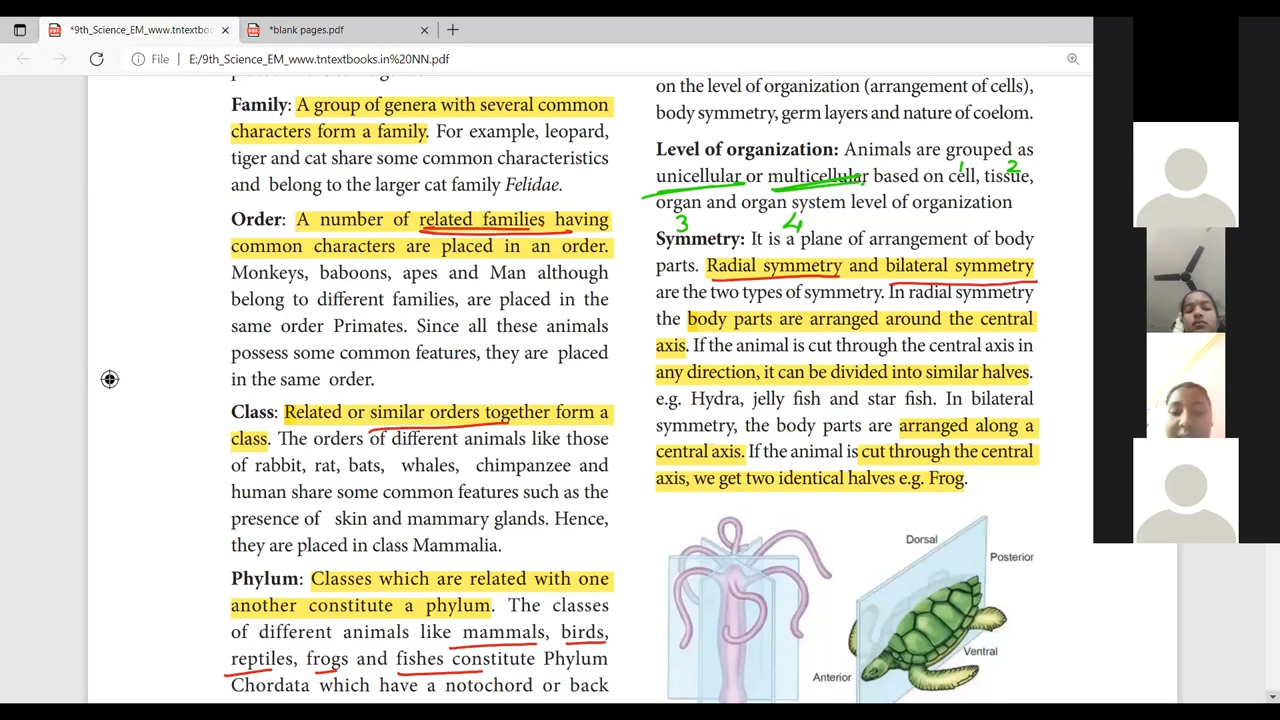 *9th_Science_EM_www.tntextboo
*blank pages.pdf
File
E:/9th_Science_EM_www.tntextbooks.in%20NN.pdf
Family: A group of genera with several common
characters form a family. For example, leopard,
tiger and cat share some common characteristics
and belong to the larger cat family Felidae.
Order: A number of related families having
common characters are placed in an order.
Monkeys, baboons, apes and Man although
belong to different families, are placed in the
same order Primates. Since all these animals
possess some common features, they are placed
in the same order.
Class: Related or similar orders together form a
class. The orders of different animals like those
of rabbit, rat, bats, whales, chimpanzee and
human share some common features such as the
presence of skin and mammary glands. Hence,
they are placed in class Mammalia.
Phylum: Classes which are related with one
another constitute a phylum. The classes
of different animals like mammals, birds,
reptiles, frogs and fishes constitute Phylum
Chordata which have a notochord or back
on the level of organization (arrangement of cells),
body symmetry, germ layers and nature of coelom.
Level of organization: Animals are grouped as
1 2
unicellular or multicellular based on cell, tissue,
organ and organ system level of organization
3 4
Symmetry: It is a plane of arrangement of body
parts. Radial symmetry and bilateral symmetry
are the two types of symmetry. In radial symmetry
the body parts are arranged around the central
axis. If the animal is cut through the central axis in
any direction, it can be divided into similar halves.
e.g. Hydra, jelly fish and star fish. In bilateral
symmetry, the body parts are arranged along a
central axis. If the animal is cut through the central
axis, we get two identical halves e.g. Frog.
Dorsal
Posterior
Ventral
Anterior